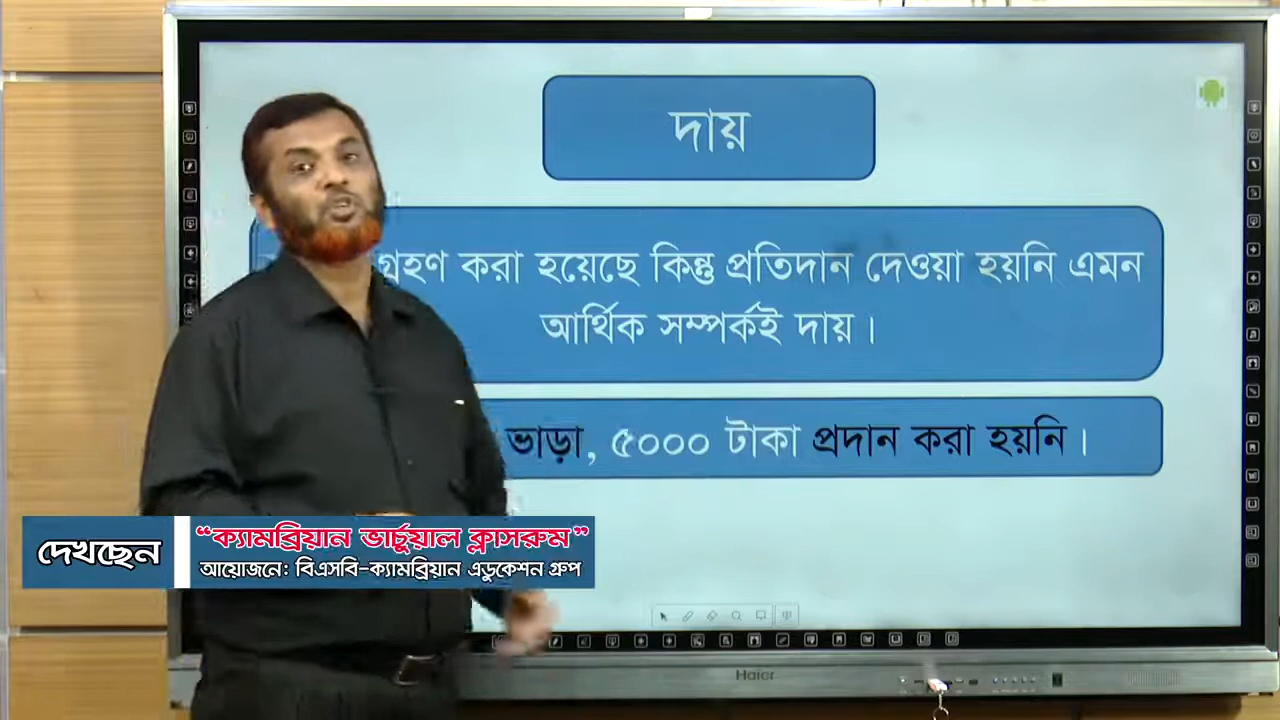 দায়
গ্রহণ করা হয়েছে কিন্তু প্রতিদান দেওয়া হয়নি এমন
আর্থিক সম্পর্কই দায়।
ভাড়া, ৫০০০ টাকা প্রদান করা হয়নি।
দেখছেন
“ক্যামব্রিয়ান ভার্চুয়াল ক্লাসরুম”
আয়োজনে: বিএসবি-ক্যামব্রিয়ান এডুকেশন গ্রুপ
Haier